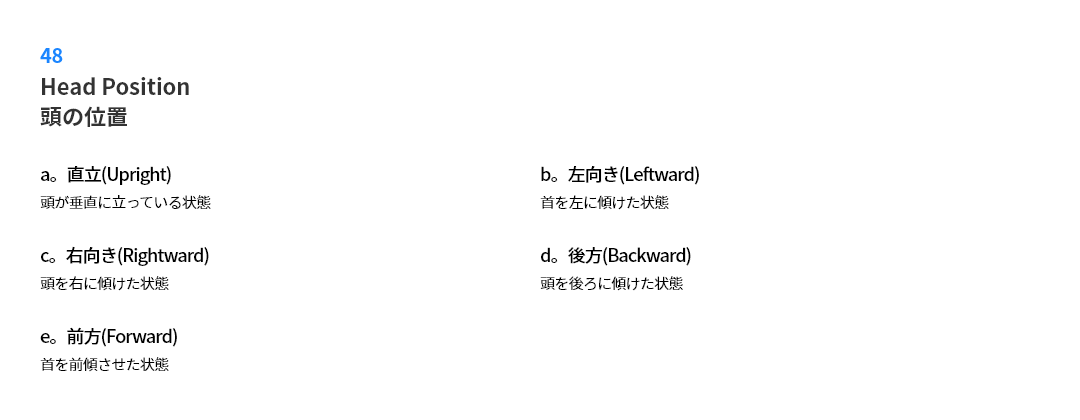 48
Head Position
頭の位置
a。直立(Upright)
頭が垂直に立っている状態
b。左向き(Leftward)
首を左に傾けた状態
c。右向き(Rightward)
頭を右に傾けた状態
d。後方(Backward)
頭を後ろに傾けた状態
e。前方(Forward)
首を前傾させた状態